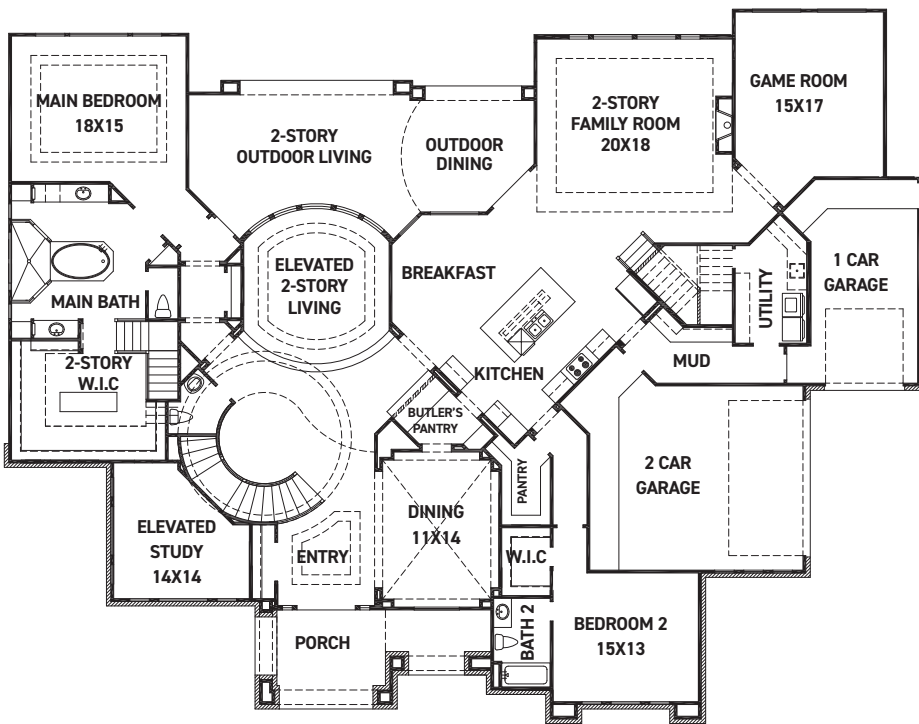 MAIN BEDROOM
18X15
2-STORY
OUTDOOR LIVING
OUTDOOR
DINING
2-STORY
FAMILY ROOM
20X18
GAME ROOM
15X17
ELEVATED
2-STORY
LIVING
BREAKFAST
1 CAR
GARAGE
UTILITY
MAIN BATH
2-STORY
W.I.C
KITCHEN
MUD
BUTLER'S
PANTRY
PANTRY
2 CAR
GARAGE
DINING
11X14
ELEVATED
STUDY
14X14
ENTRY
W.I.C
BATH 2
BEDROOM 2
15X13
PORCH